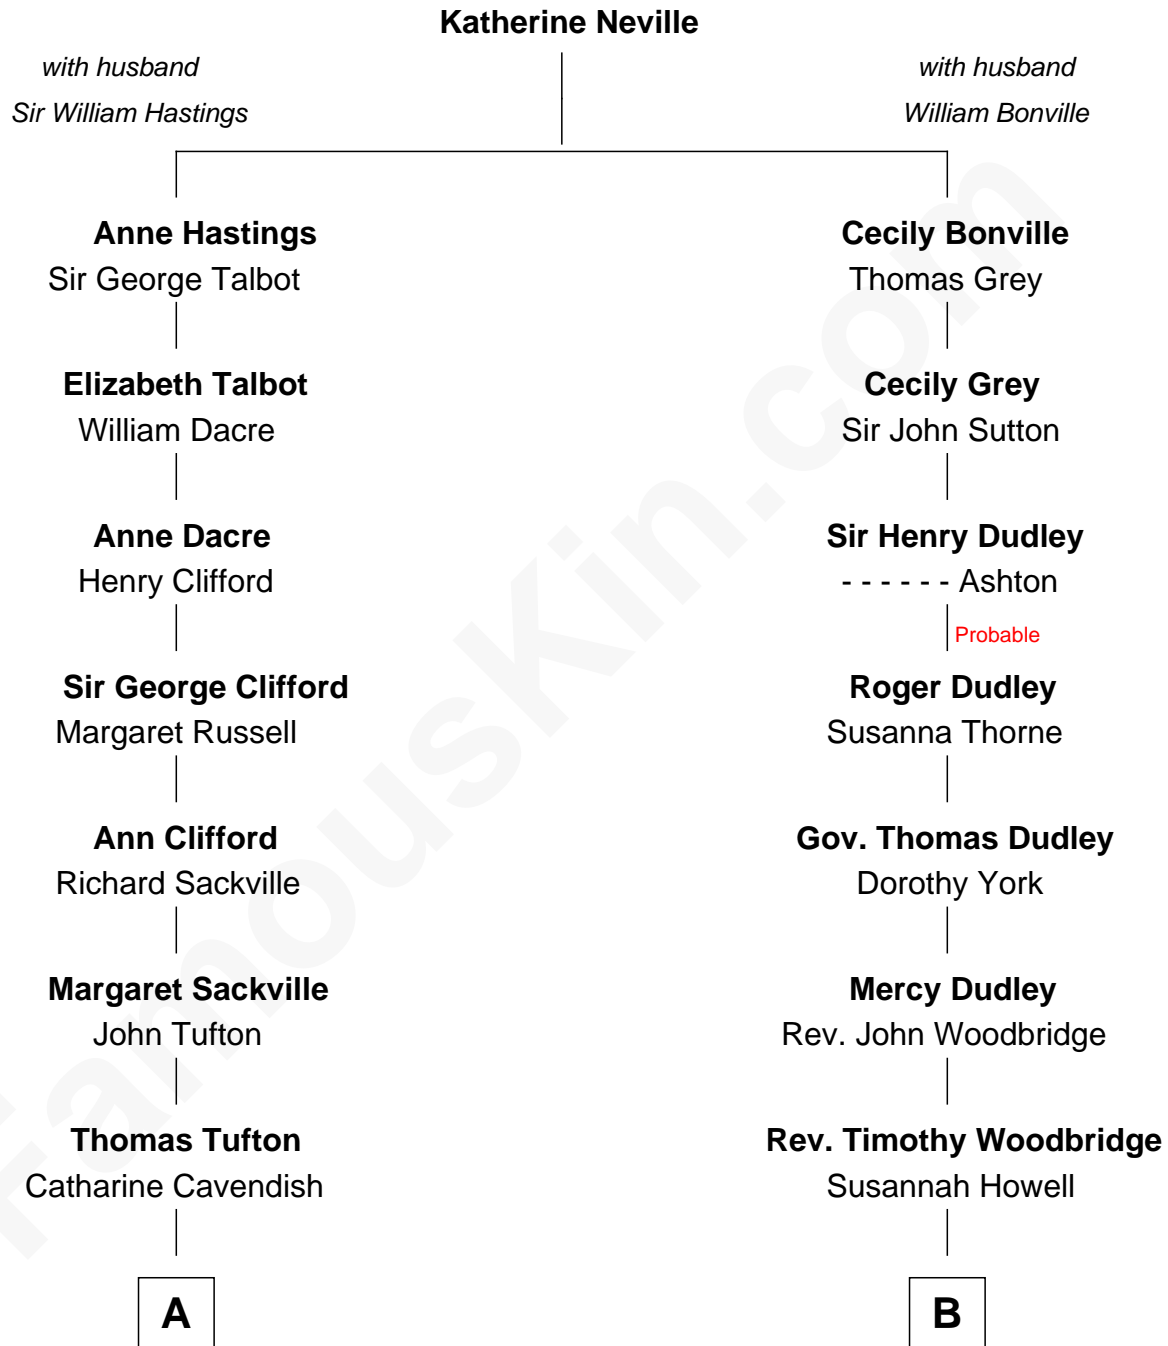 Katherine Neville
with husband
Sir William Hastings
with husband
William Bonville
Anne Hastings
Sir George Talbot
Cecily Bonville
Thomas Grey
Elizabeth Talbot
William Dacre
Cecily Grey
Sir John Sutton
Anne Dacre
Henry Clifford
Sir Henry Dudley
- - - - - - Ashton
Probable
Sir George Clifford
Margaret Russell
Roger Dudley
Susanna Thorne
Ann Clifford
Richard Sackville
Gov. Thomas Dudley
Dorothy York
Margaret Sackville
John Tufton
Mercy Dudley
Rev. John Woodbridge
Thomas Tufton
Catharine Cavendish
Rev. Timothy Woodbridge
Susannah Howell
A
B
FamousKin.com